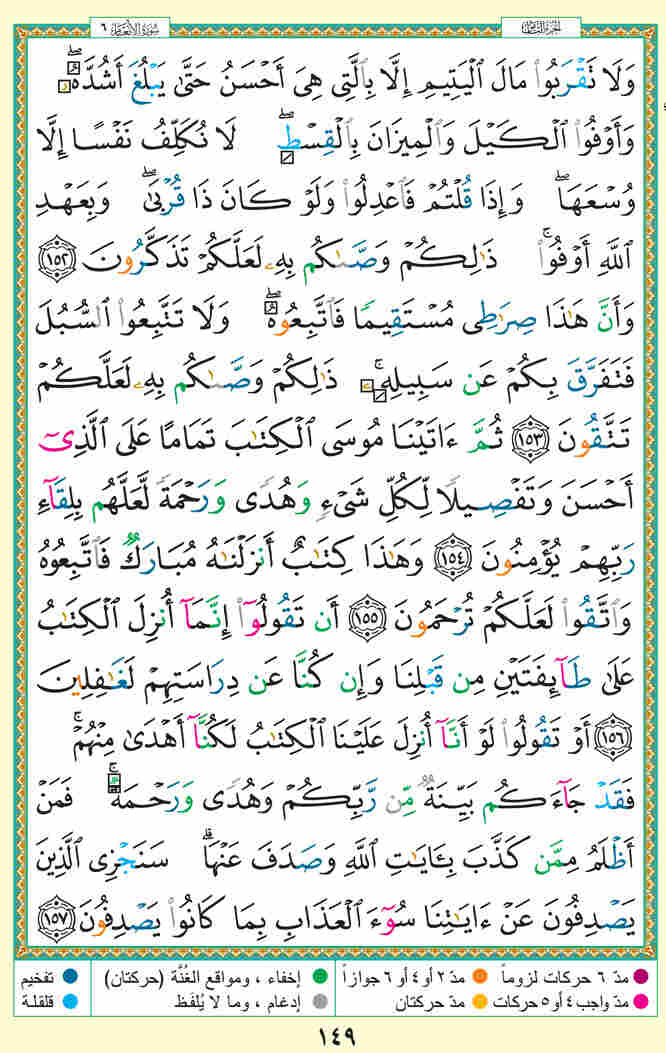 سُورَةُ الأَنْعَام ٦
الجزء الثامن
وَلَا تَقْرَبُوا۟ مَالَ ٱلْيَتِيمِ إِلَّا بِٱلَّتِى هِىَ أَحْسَنُ حَتَّىٰ يَبْلُغَ أَشُدَّهُۥ ۖ
وَأَوْفُوا۟ ٱلْكَيْلَ وَٱلْمِيزَانَ بِٱلْقِسْطِ ۖ لَا نُكَلِّفُ نَفْسًا إِلَّا
وُسْعَهَا ۖ وَإِذَا قُلْتُمْ فَٱعْدِلُوا۟ وَلَوْ كَانَ ذَا قُرْبَىٰ ۖ وَبِعَهْدِ
ٱللَّهِ أَوْفُوا۟ ۚ ذَٰلِكُمْ وَصَّىٰكُم بِهِۦ لَعَلَّكُمْ تَذَكَّرُونَ ١٥٢
وَأَنَّ هَٰذَا صِرَٰطِى مُسْتَقِيمًا فَٱتَّبِعُوهُ ۖ وَلَا تَتَّبِعُوا۟ ٱلسُّبُلَ
فَتَفَرَّقَ بِكُمْ عَن سَبِيلِهِۦ ۚ ذَٰلِكُمْ وَصَّىٰكُم بِهِۦ لَعَلَّكُمْ
تَتَّقُونَ ١٥٣ ثُمَّ ءَاتَيْنَا مُوسَى ٱلْكِتَٰبَ تَمَامًا عَلَى ٱلَّذِىٓ
أَحْسَنَ وَتَفْصِيلًا لِّكُلِّ شَىْءٍ وَهُدًى وَرَحْمَةً لَّعَلَّهُم بِلِقَآءِ
رَبِّهِمْ يُؤْمِنُونَ ١٥٤ وَهَٰذَا كِتَٰبٌ أَنزَلْنَٰهُ مُبَارَكٌ فَٱتَّبِعُوهُ
وَٱتَّقُوا۟ لَعَلَّكُمْ تُرْحَمُونَ ١٥٥ أَن تَقُولُوٓا۟ إِنَّمَآ أُنزِلَ ٱلْكِتَٰبُ
عَلَىٰ طَآئِفَتَيْنِ مِن قَبْلِنَا وَإِن كُنَّا عَن دِرَاسَتِهِمْ لَغَٰفِلِينَ
١٥٦ أَوْ تَقُولُوا۟ لَوْ أَنَّآ أُنزِلَ عَلَيْنَا ٱلْكِتَٰبُ لَكُنَّآ أَهْدَىٰ مِنْهُمْ ۚ
فَقَدْ جَآءَكُم بَيِّنَةٌ مِّن رَّبِّكُمْ وَهُدًى وَرَحْمَةٌ ۚ فَمَنْ
أَظْلَمُ مِمَّن كَذَّبَ بِـَٔايَٰتِ ٱللَّهِ وَصَدَفَ عَنْهَا ۗ سَنَجْزِى ٱلَّذِينَ
يَصْدِفُونَ عَنْ ءَايَٰتِنَا سُوٓءَ ٱلْعَذَابِ بِمَا كَانُوا۟ يَصْدِفُونَ ١٥٧
مدّ ٦ حركات لزوماً مدّ ٢ أو ٤ أو ٦ جوازاً إخفاء ، ومواقع الغُنَّة (حركتان) تفخيم
مدّ واجب ٤ أو ٥ حركات مدّ حركتان إدغام ، وما لا يُلفَظ قلقلة
١٤٩